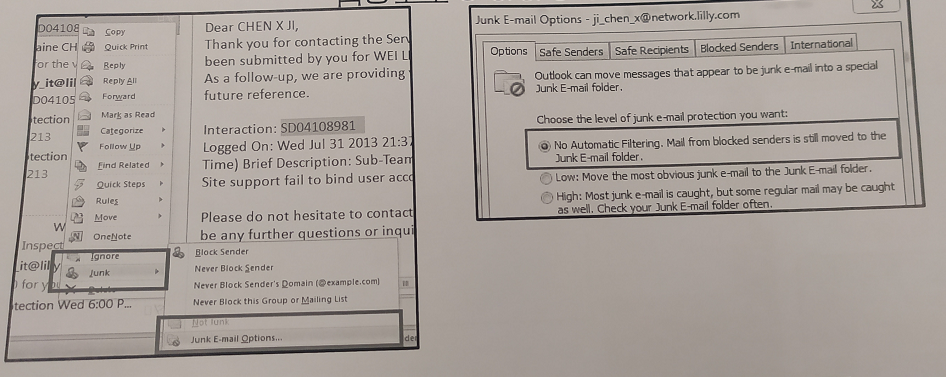 D04108
aine CH
for the v
y_it@lil
D04105
tection
213
tection
213
W
Inspect
_it@lilly
) for yo
tection Wed 6:00 P...
Copy
Quick Print
Reply
Reply All
Forward
Mark as Read
Categorize
Follow Up
Find Related
Quick Steps
Rules
Move
OneNote
Ignore
Junk
Dear CHEN X JI,
Thank you for contacting the Serv
been submitted by you for WEI L
As a follow-up, we are providing
future reference.
Interaction: SD04108981
Logged On: Wed Jul 31 2013 21:37
Time) Brief Description: Sub-Team
Site support fail to bind user acco
Please do not hesitate to contact
be any further questions or inqui
Block Sender
Never Block Sender
Never Block Sender's Domain (@example.com)
Never Block this Group or Mailing List
Not Junk
Junk E-mail Options...
Junk E-mail Options - ji_chen_x@network.lilly.com
Options Safe Senders Safe Recipients Blocked Senders International
Outlook can move messages that appear to be junk e-mail into a special
Junk E-mail folder.
Choose the level of junk e-mail protection you want:
No Automatic Filtering. Mail from blocked senders is still moved to the
Junk E-mail folder.
Low: Move the most obvious junk e-mail to the Junk E-mail folder.
High: Most junk e-mail is caught, but some regular mail may be caught
as well. Check your Junk E-mail folder often.